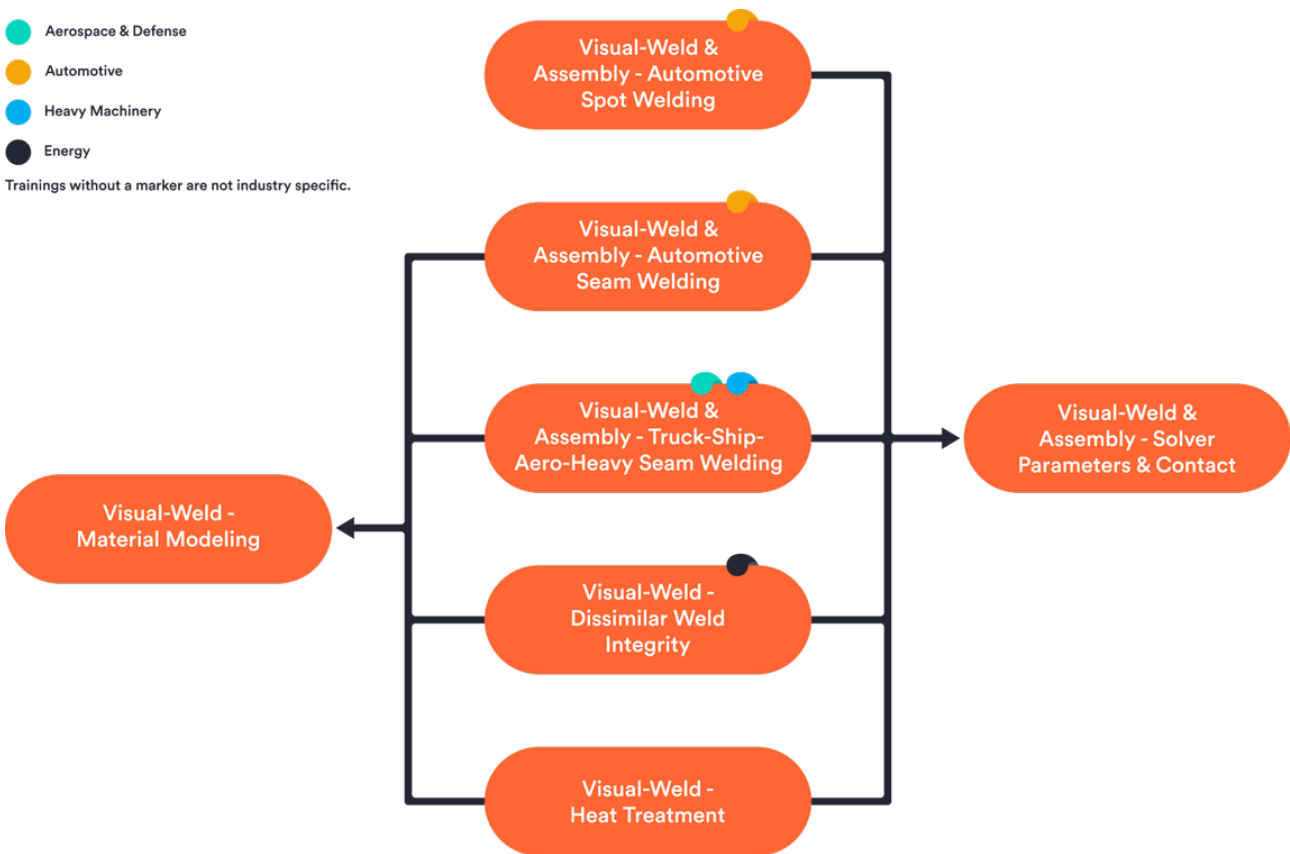 Aerospace & Defense
Automotive
Heavy Machinery
Energy
Trainings without a marker are not industry specific.
Visual-Weld &
Assembly - Automotive
Spot Welding
Visual-Weld &
Assembly - Automotive
Seam Welding
Visual-Weld &
Assembly - Truck-Ship-
Aero-Heavy Seam Welding
Visual-Weld &
Assembly - Solver
Parameters & Contact
Visual-Weld -
Material Modeling
Visual-Weld -
Dissimilar Weld
Integrity
Visual-Weld -
Heat Treatment